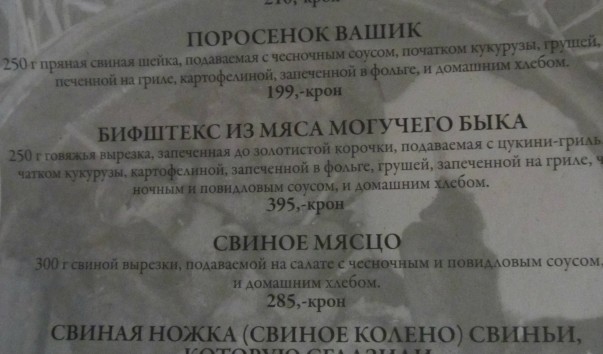 210,-крон
ПОРОСЕНОК ВАШИК
250 г пряная свиная шейка, подаваемая с чесночным соусом, початком кукурузы, грушей,
печенной на гриле, картофелиной, запеченной в фольге, и домашним хлебом.
199,-крон
БИФШТЕКС ИЗ МЯСА МОГУЧЕГО БЫКА
250 г говяжья вырезка, запеченная до золотистой корочки, подаваемая с цукини-гриль,
чатком кукурузы, картофелиной, запеченной в фольге, грушей, запеченной на гриле, ч
ночным и повидловым соусом, и домашним хлебом.
395,-крон
СВИНОЕ МЯСЦО
300 г свиной вырезки, подаваемой на салате с чесночным и повидловым соусом,
и домашним хлебом.
285,-крон
СВИНАЯ НОЖКА (СВИНОЕ КОЛЕНО) СВИНЬИ,
КОТОРУЮ